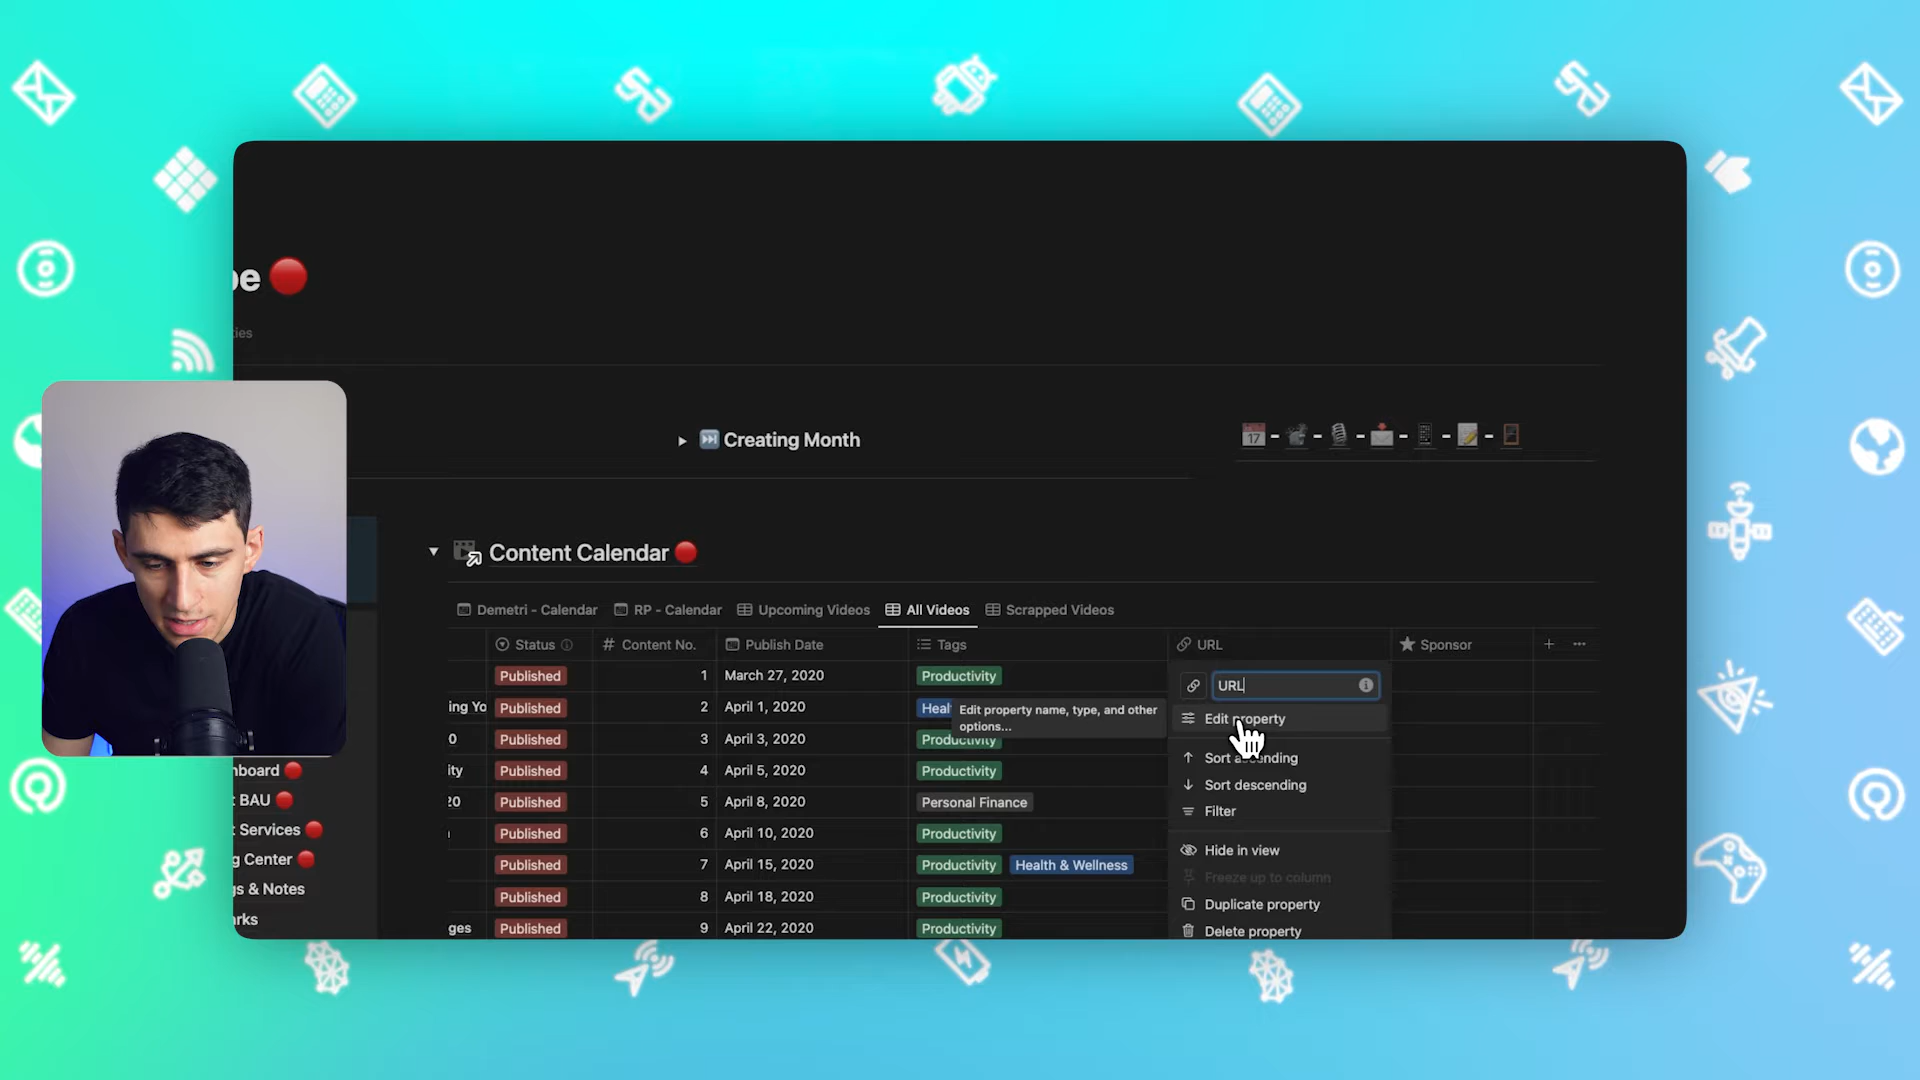 be
ies
Creating Month
17
Content Calendar
Demetri - Calendar RP - Calendar Upcoming Videos All Videos Scrapped Videos
Status Content No. Publish Date Tags URL Sponsor
Published 1 March 27, 2020 Productivity
URL
ing Yo Published 2 April 1, 2020 Heal
Edit property name, type, and other
options...
Edit property
0 Published 3 April 3, 2020 Productivity
Sort ascending
ity Published 4 April 5, 2020 Productivity
Sort descending
20 Published 5 April 8, 2020 Personal Finance
Filter
Published 6 April 10, 2020 Productivity
Hide in view
Published 7 April 15, 2020 Productivity Health & Wellness
Freeze up to column
Published 8 April 18, 2020 Productivity
Duplicate property
ges Published 9 April 22, 2020 Productivity
Delete property
board
BAU
Services
g Center
gs & Notes
rks